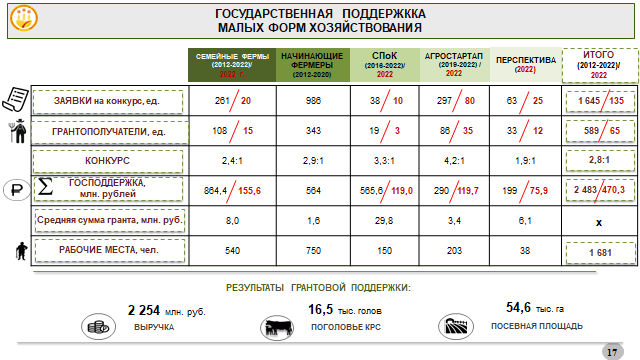 ГОСУДАРСТВЕННАЯ ПОДДЕРЖККА
МАЛЫХ ФОРМ ХОЗЯЙСТВОВАНИЯ
СЕМЕЙНЫЕ ФЕРМЫ (2012-2022)/ 2022 г. НАЧИНАЮЩИЕ ФЕРМЕРЫ (2012-2020) СПоК (2016-2022)/ 2022 АГРОСТАРТАП (2018-2022) / 2022 ПЕРСПЕКТИВА (2022) ИТОГО (2012-2022)/ 2022
ЗАЯВКИ на конкурс, ед. 261/20 986 38/10 297/80 63/25 1 645/135
ГРАНТОПОЛУЧАТЕЛИ, ед. 108/15 343 19/3 86/35 33/12 589/65
КОНКУРС 2,4:1 2,9:1 3,3:1 4,2:1 1,9:1 2,8:1
∑ ГОСПОДДЕРЖКА, млн. рублей 864,4/155,6 564 565,6/119,0 290/119,7 199/75,9 2 483/470,3
Средняя сумма гранта, млн. руб. 8,0 1,6 29,8 3,4 6,1 х
РАБОЧИЕ МЕСТА, чел. 540 750 150 203 38 1 681
РЕЗУЛЬТАТЫ ГРАНТОВОЙ ПОДДЕРЖКИ:
2 254 млн. руб. 16,5 тыс. голов 54,6 тыс. га
ВЫРУЧКА ПОГОЛОВЬЕ КРС ПОСЕВНАЯ ПЛОЩАДЬ
17